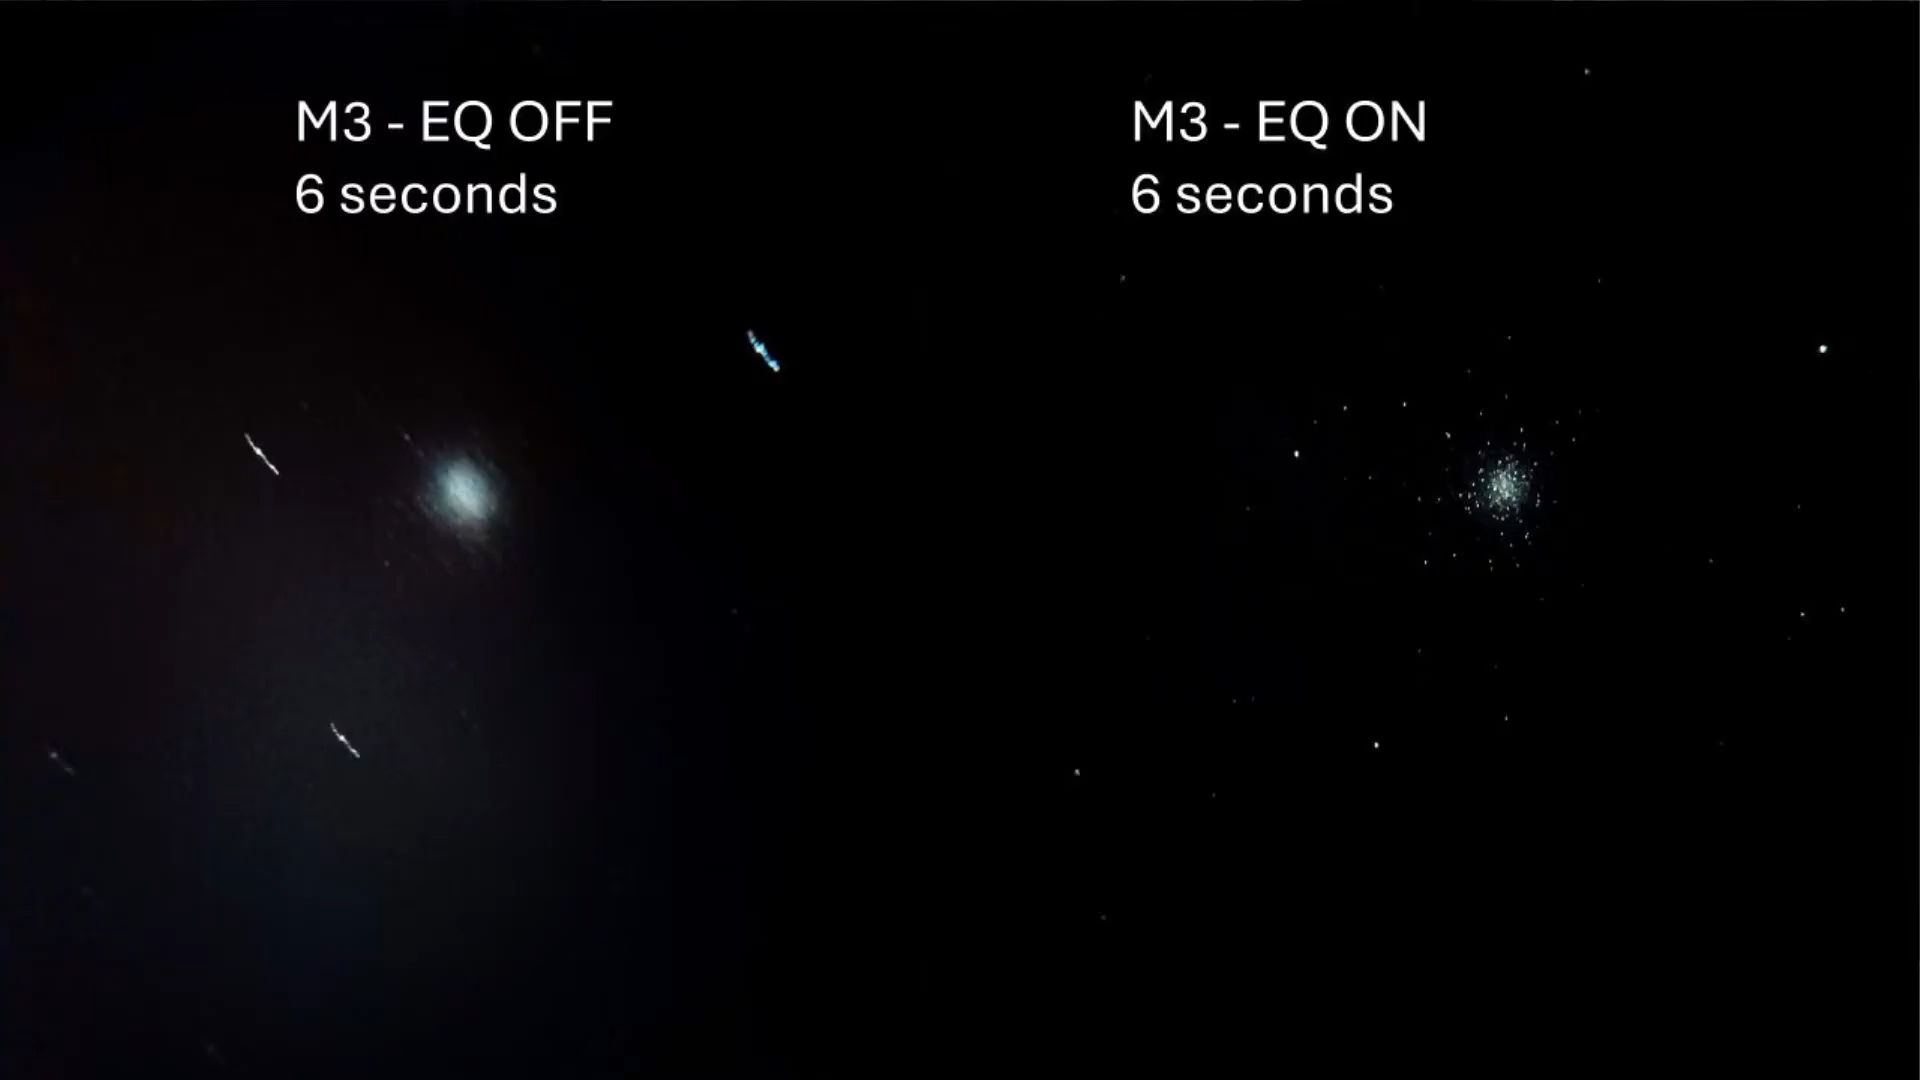 M3 - EQ OFF
6 seconds
M3 - EQ ON
6 seconds